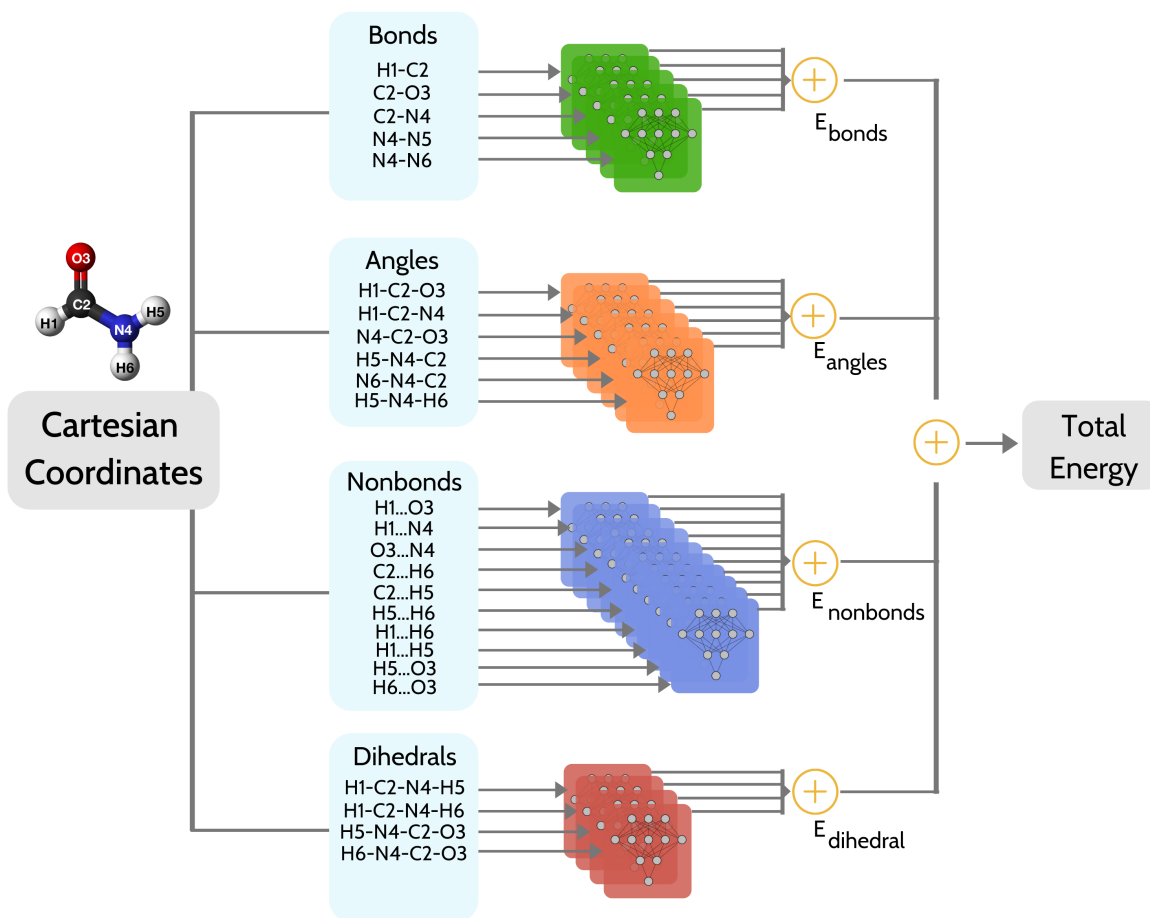 Bonds
H1-C2
C2-O3
C2-N4
N4-N5
N4-N6
E bonds
Angles
H1-C2-O3
H1-C2-N4
N4-C2-O3
H5-N4-C2
N6-N4-C2
H5-N4-H6
E angles
O3
C2
H1
N4
H5
H6
Cartesian
Coordinates
Nonbonds
H1...O3
H1...N4
O3...N4
C2...H6
C2...H5
H5...H6
H1...H6
H1...H5
H5...O3
H6...O3
E nonbonds
Dihedrals
H1-C2-N4-H5
H1-C2-N4-H6
H5-N4-C2-O3
H6-N4-C2-O3
E dihedral
Total
Energy